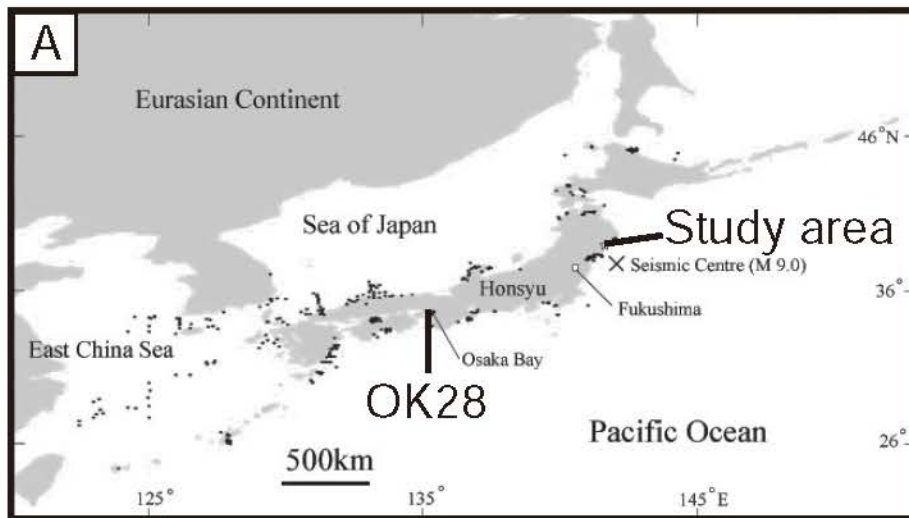 A
Eurasian Continent
46°N
Sea of Japan
Study area
Seismic Centre (M 9.0)
Honsyu
36°
Fukushima
East China Sea
Osaka Bay
OK28
Pacific Ocean
26°
500km
125°
135°
145°E